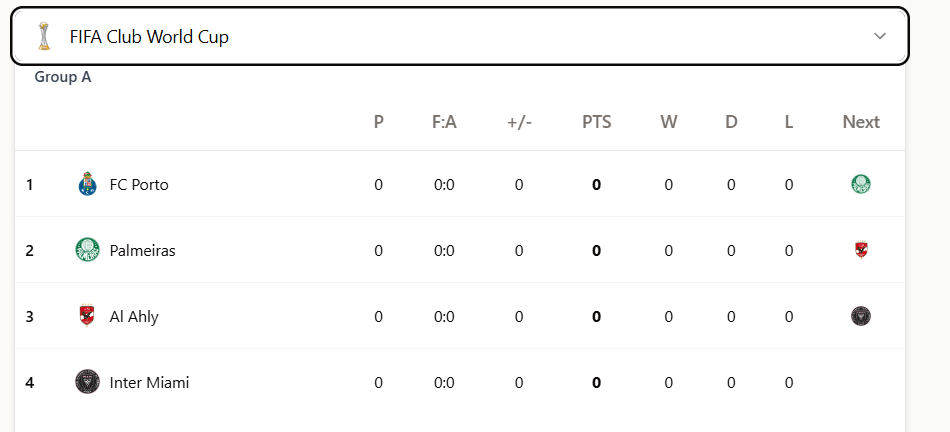 FIFA Club World Cup
Group A
P F:A +/- PTS W D L Next
1 FC Porto 0 0:0 0 0 0 0 0
2 Palmeiras 0 0:0 0 0 0 0 0
3 Al Ahly 0 0:0 0 0 0 0 0
4 Inter Miami 0 0:0 0 0 0 0 0